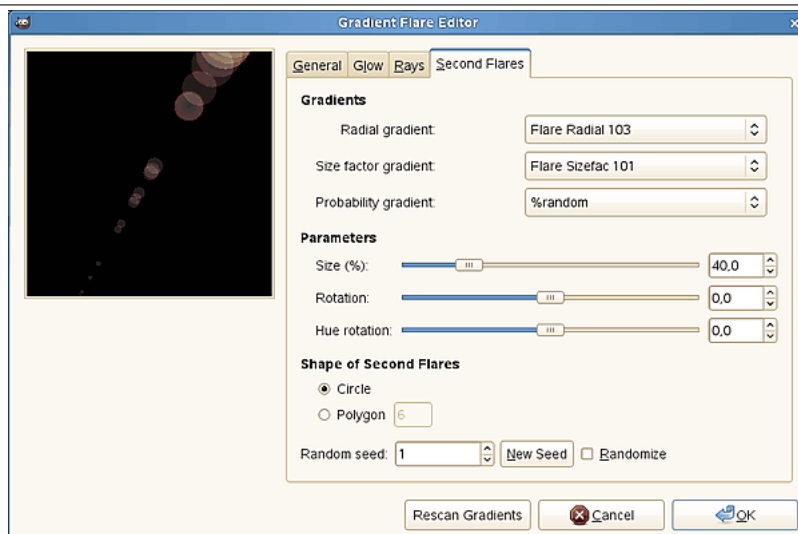 Gradient Flare Editor
General Glow Rays Second Flares
Gradients
Radial gradient: Flare Radial 103
Size factor gradient: Flare Sizefac 101
Probability gradient: %random
Parameters
Size (%): 40,0
Rotation: 0,0
Hue rotation: 0,0
Shape of Second Flares
Circle
Polygon 6
Random seed: 1 New Seed Randomize
Rescan Gradients Cancel OK